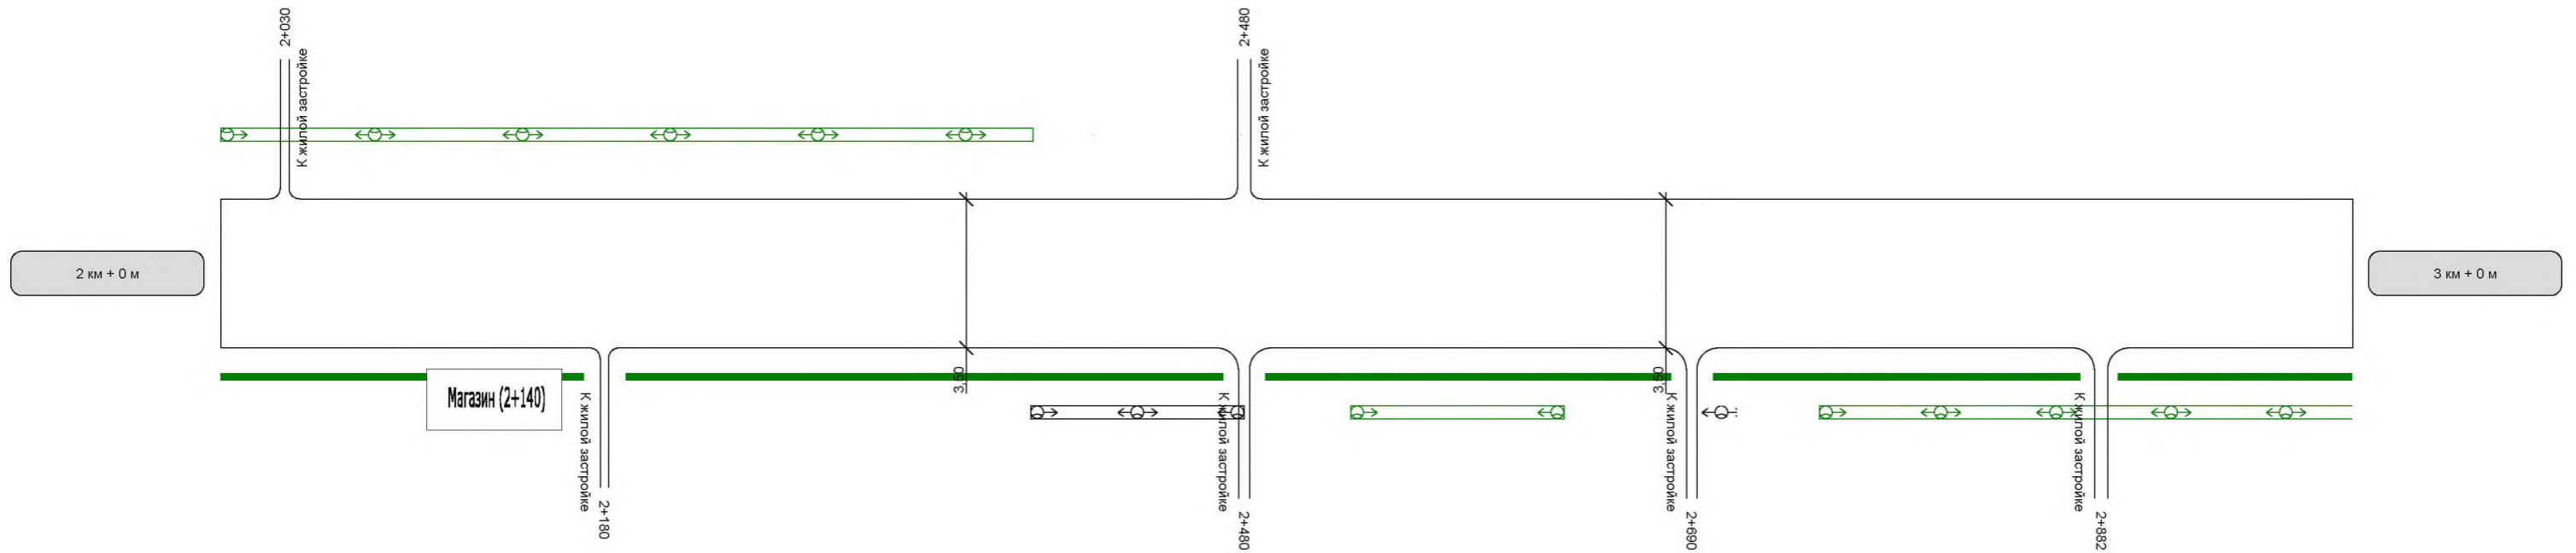 2+030
К жилой застройке
2+480
К жилой застройке
2 км + 0 м
3 км + 0 м
3,50
3,50
Магазин (2+140)
К жилой застройке
2+180
К жилой застройке
2+480
К жилой застройке
2+690
К жилой застройке
2+882